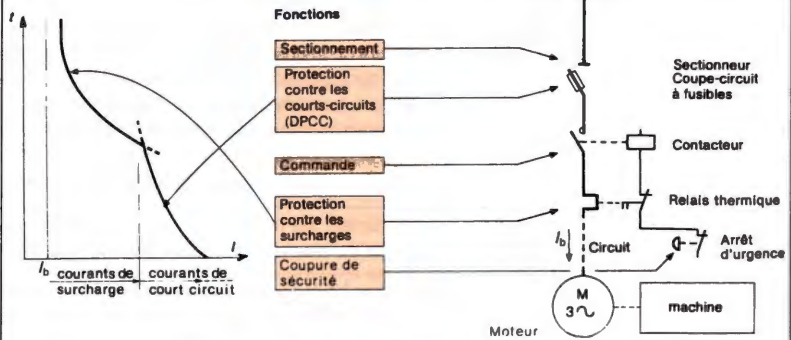 t
Fonctions
Sectionnement
Protection
contre les
courts-circuits
(DPCC)
Commande
Protection
contre les
surcharges
Coupure de
sécurité
I
Ib
courants de
surcharge
courants de
court circuit
Sectionneur
Coupe-circuit
à fusibles
Contacteur
Relais thermique
Arrêt
d'urgence
Ib
Circuit
M
3
Moteur
machine